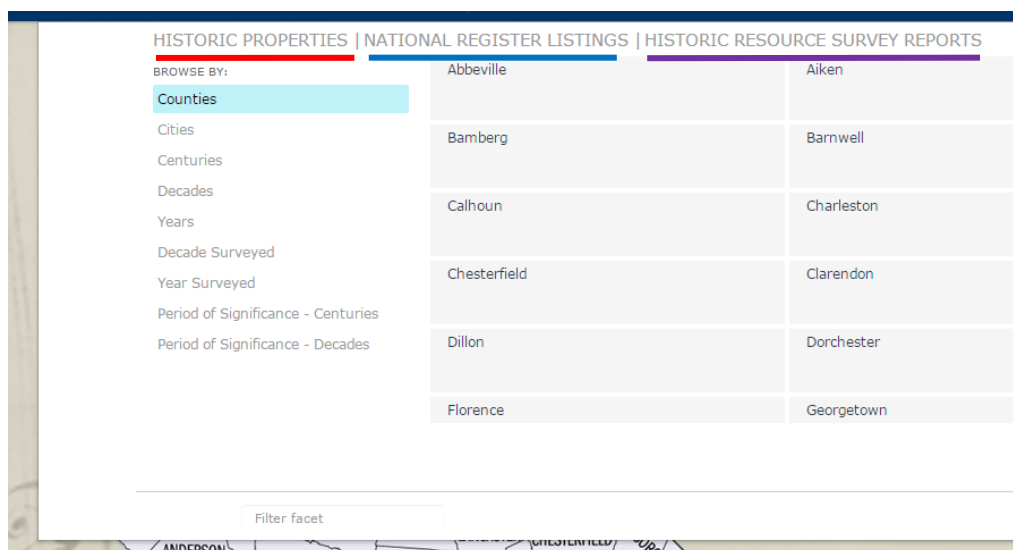 HISTORIC PROPERTIES | NATIONAL REGISTER LISTINGS | HISTORIC RESOURCE SURVEY REPORTS
BROWSE BY:
Counties
Cities
Centuries
Decades
Years
Decade Surveyed
Year Surveyed
Period of Significance - Centuries
Period of Significance - Decades
Abbeville
Aiken
Bamberg
Barnwell
Calhoun
Charleston
Chesterfield
Clarendon
Dillon
Dorchester
Florence
Georgetown
Filter facet
ANDERSON
CHESTERFIELD